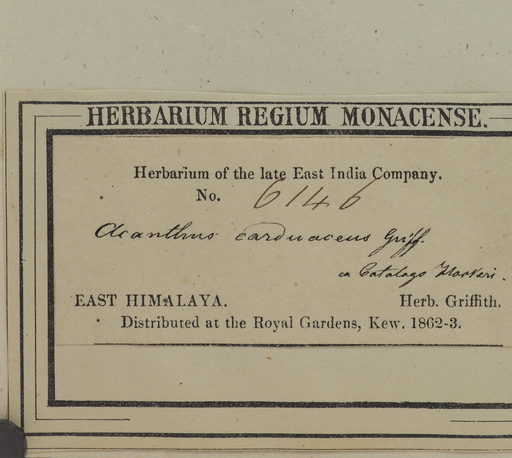 HERBARIUM REGIUM MONACENSE.
Herbarium of the late East India Company.
No. 6146
Acanthus carduaceus Griff.
ex Catalogo Hookeri.
EAST HIMALAYA. Herb. Griffith.
Distributed at the Royal Gardens, Kew. 1862-3.